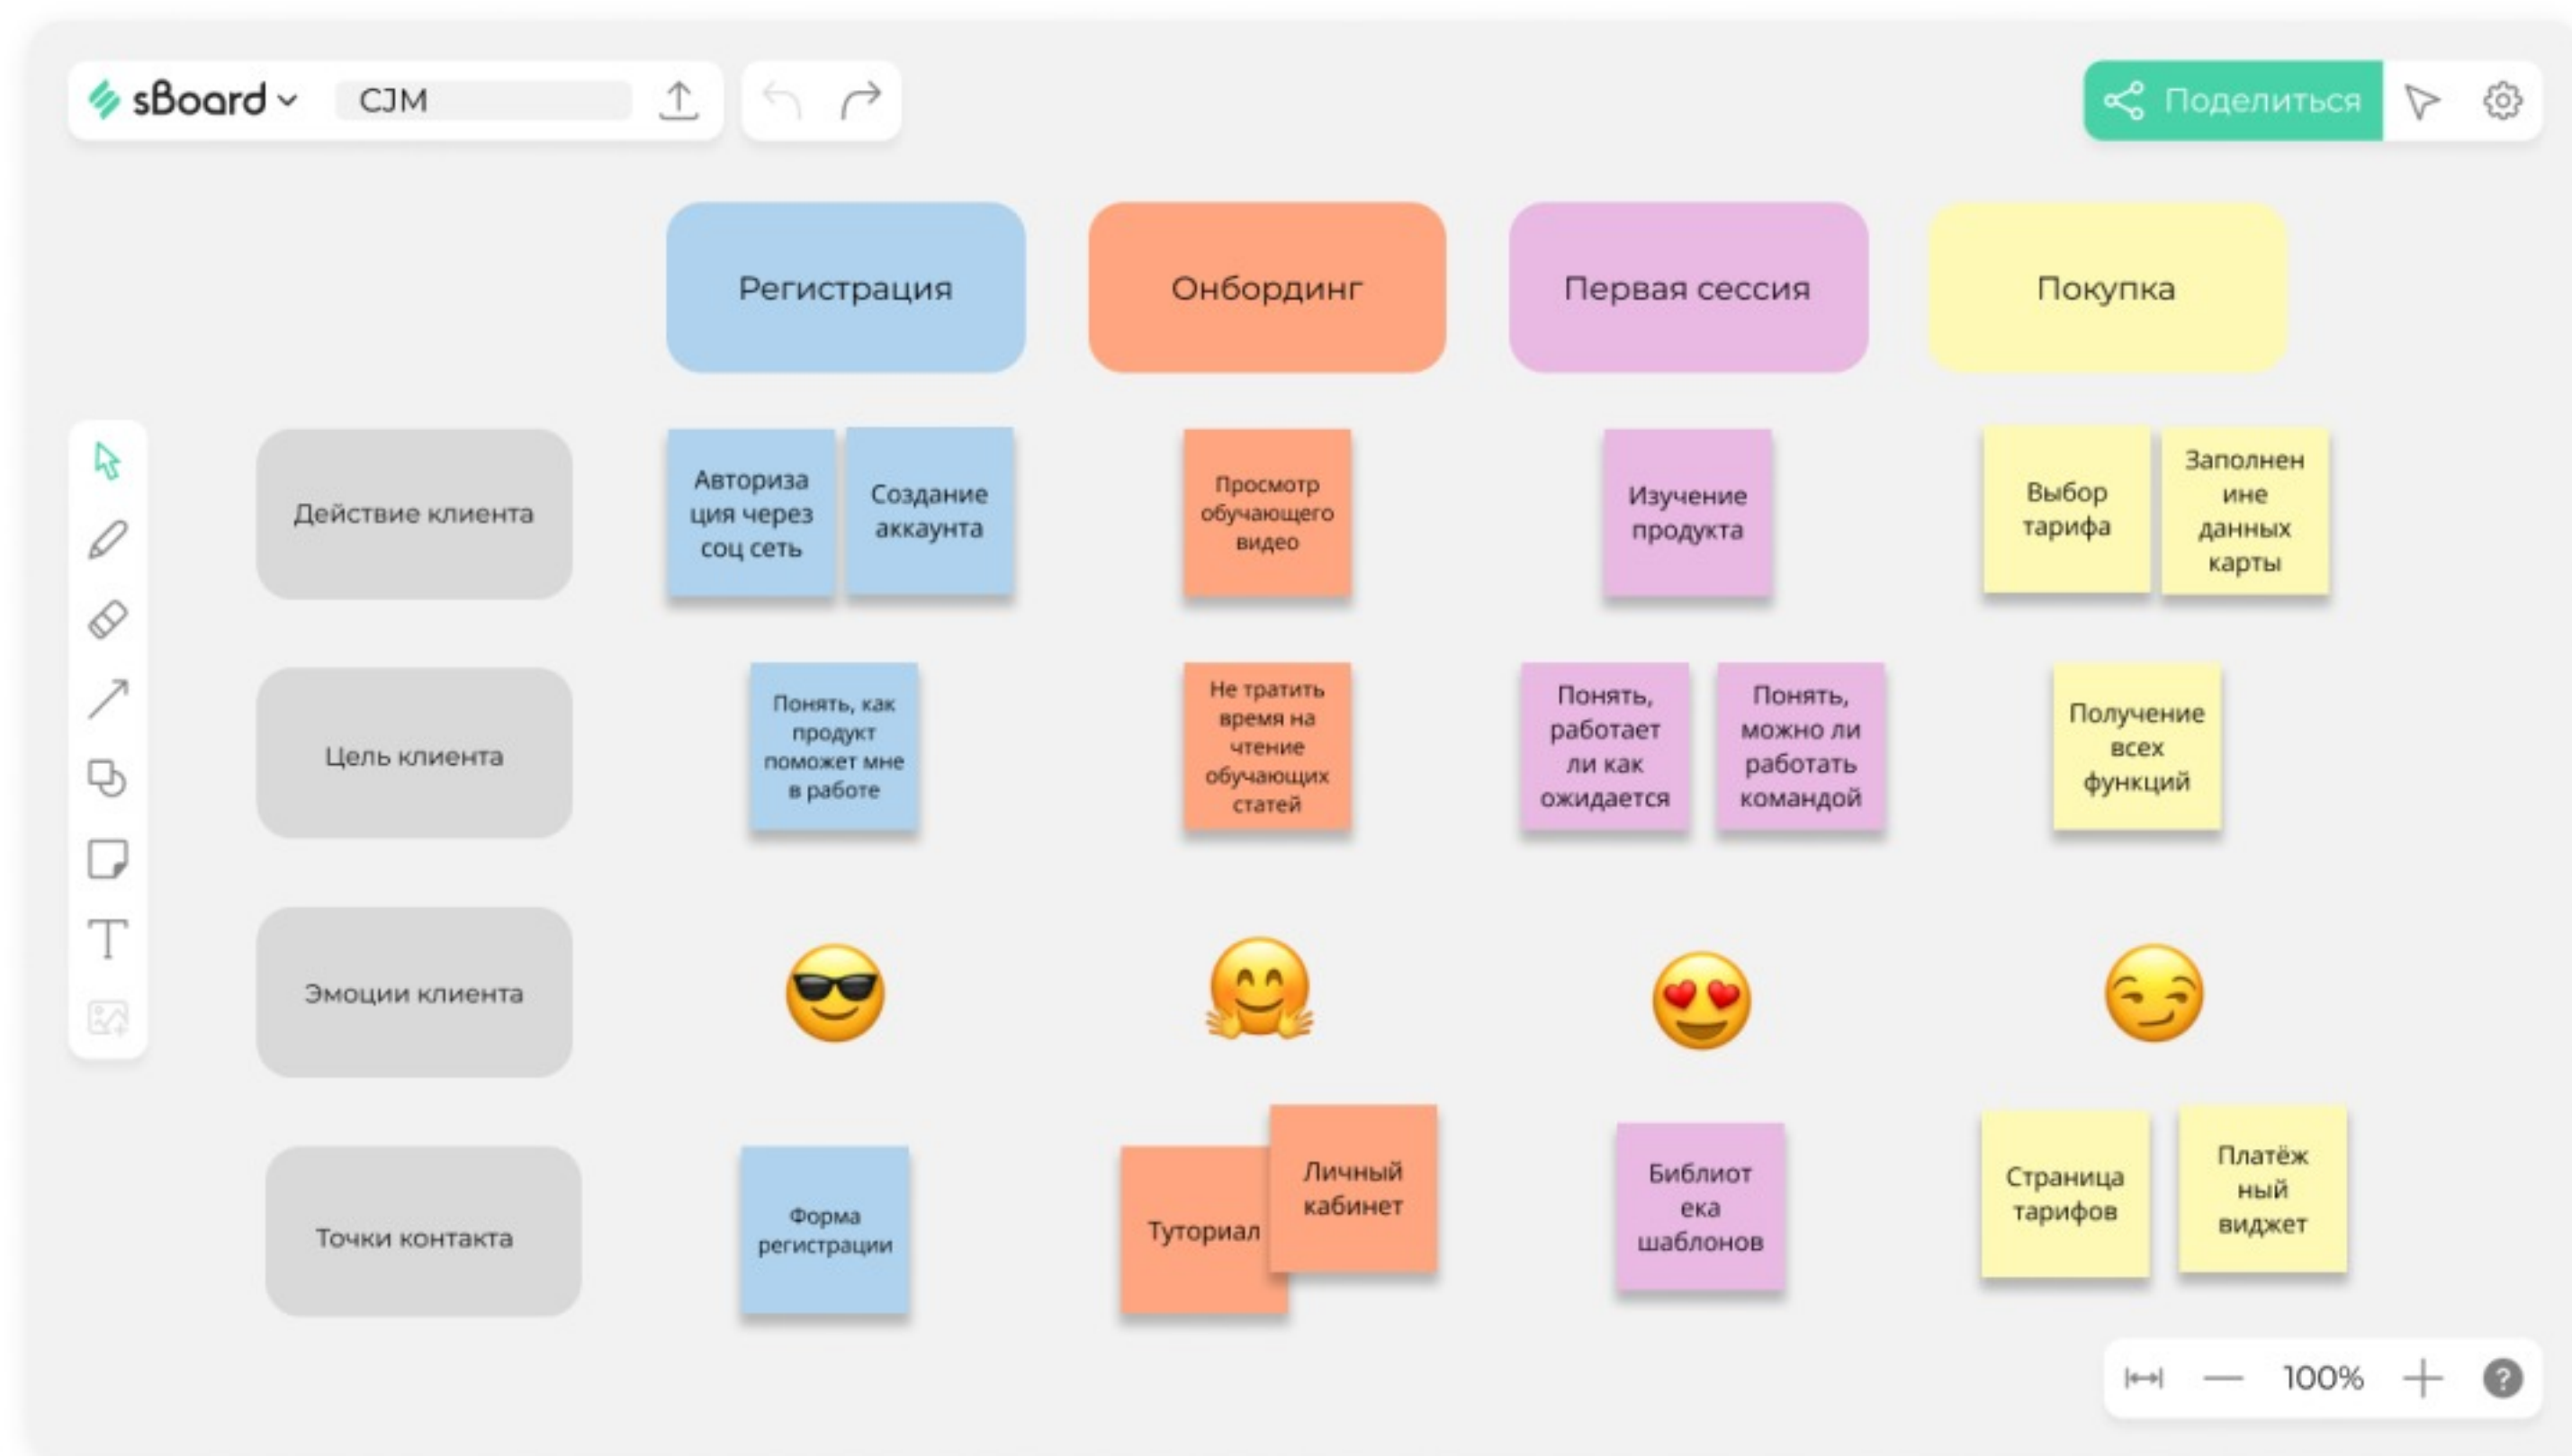 sBoard
CJM
Поделиться
Регистрация
Онбординг
Первая сессия
Покупка
Действие клиента
Авториза
ция через
соц сеть
Создание
аккаунта
Просмотр
обучающего
видео
Изучение
продукта
Выбор
тарифа
Заполнен
ине
данных
карты
Цель клиента
Понять, как
продукт
поможет мне
в работе
Не тратить
время на
чтение
обучающих
статей
Понять,
работает
ли как
ожидается
Понять,
можно ли
работать
командой
Получение
всех
функций
Эмоции клиента
Точки контакта
Форма
регистрации
Туториал
Личный
кабинет
Библиот
ека
шаблонов
Страница
тарифов
Платёж
ный
виджет
100%
?